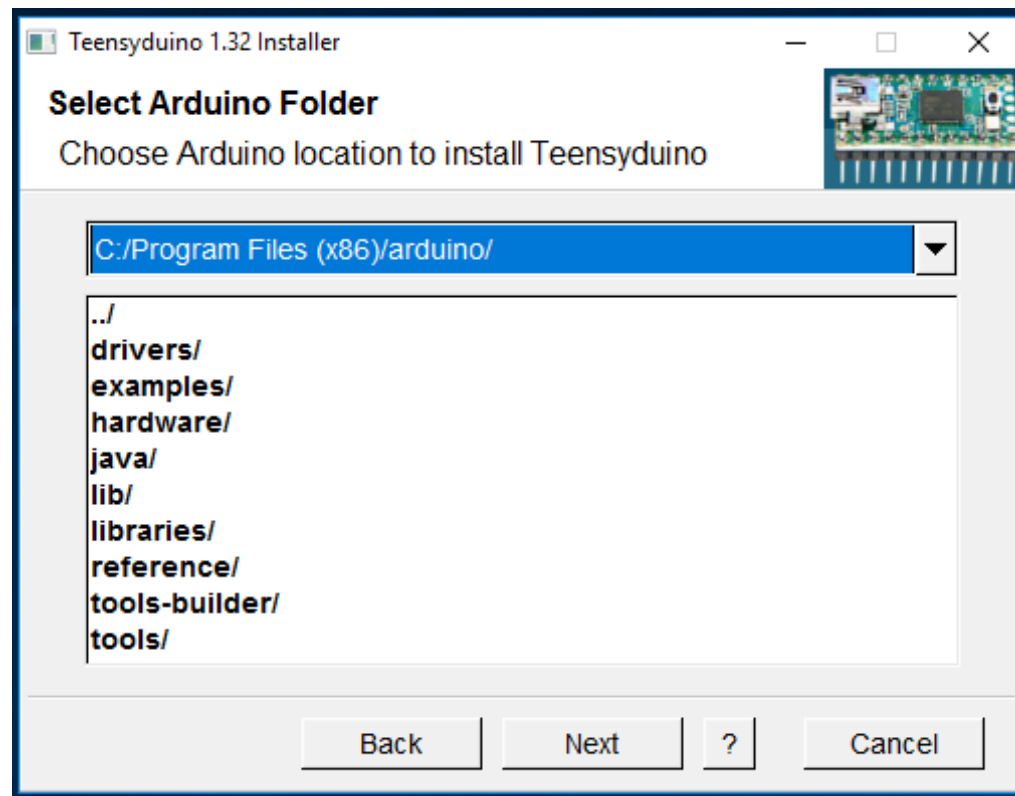 Teensyduino 1.32 Installer
Select Arduino Folder
Choose Arduino location to install Teensyduino
C:/Program Files (x86)/arduino/
../
drivers/
examples/
hardware/
java/
lib/
libraries/
reference/
tools-builder/
tools/
Back Next ? Cancel